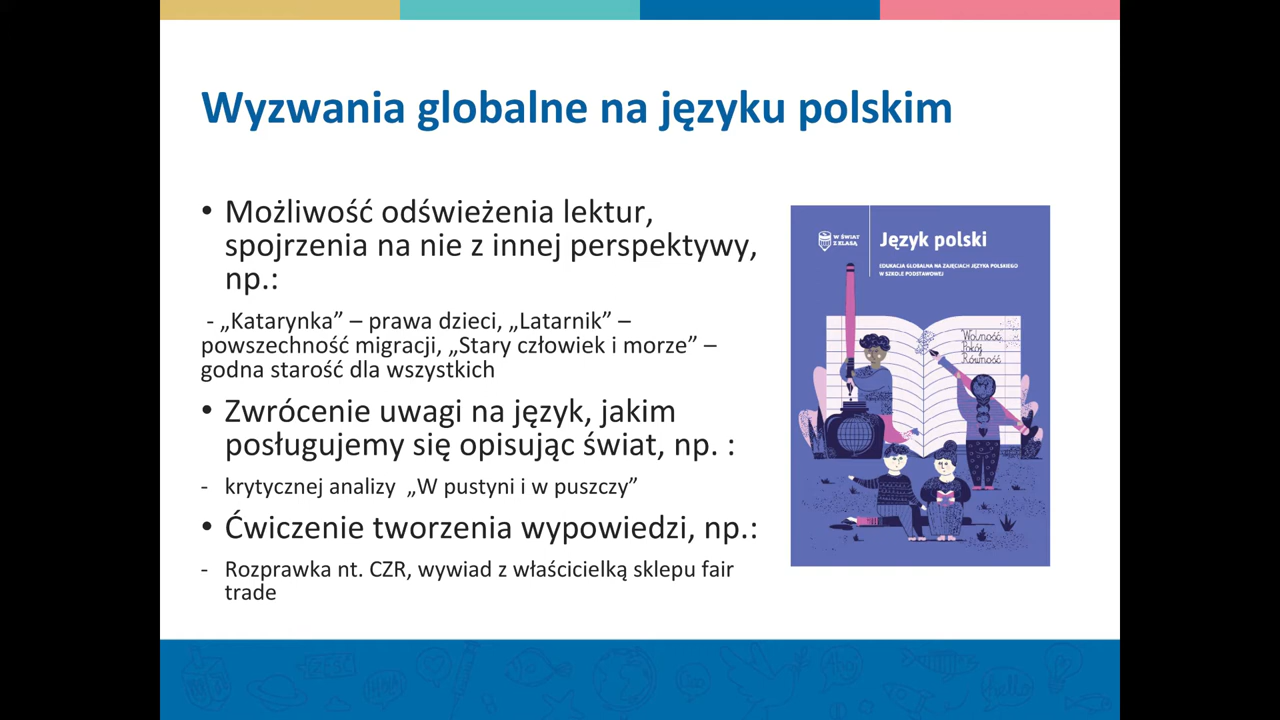 Wyzwania globalne na języku polskim
• Możliwość odświeżenia lektur,
spojrzenia na nie z innej perspektywy,
np.:
- „Katarynka” – prawa dzieci, „Latarnik” –
powszechność migracji, „Stary człowiek i morze” –
godna starość dla wszystkich
• Zwrócenie uwagi na język, jakim
posługujemy się opisując świat, np. :
- krytycznej analizy „W pustyni i w puszczy”
• Ćwiczenie tworzenia wypowiedzi, np.:
- Rozprawka nt. CZR, wywiad z właścicielką sklepu fair
trade
W ŚWIAT
Z KLASĄ
Język polski
EDUKACJA GLOBALNA NA ZAJĘCIACH JĘZYKA POLSKIEGO
W SZKOLE PODSTAWOWEJ
Wolność
Pokój
Równość
Hello